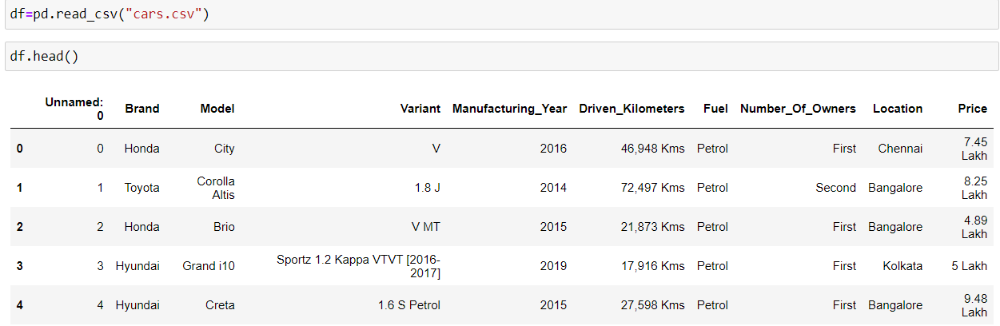 df=pd.read_csv("cars.csv")
df.head()
Unnamed: 0 Brand Model Variant Manufacturing_Year Driven_Kilometers Fuel Number_Of_Owners Location Price
0 0 Honda City V 2016 46,948 Kms Petrol First Chennai 7.45 Lakh
1 1 Toyota Corolla Altis 1.8 J 2014 72,497 Kms Petrol Second Bangalore 8.25 Lakh
2 2 Honda Brio V MT 2015 21,873 Kms Petrol First Bangalore 4.89 Lakh
3 3 Hyundai Grand i10 Sportz 1.2 Kappa VTVT [2016-2017] 2019 17,916 Kms Petrol First Kolkata 5 Lakh
4 4 Hyundai Creta 1.6 S Petrol 2015 27,598 Kms Petrol First Bangalore 9.48 Lakh